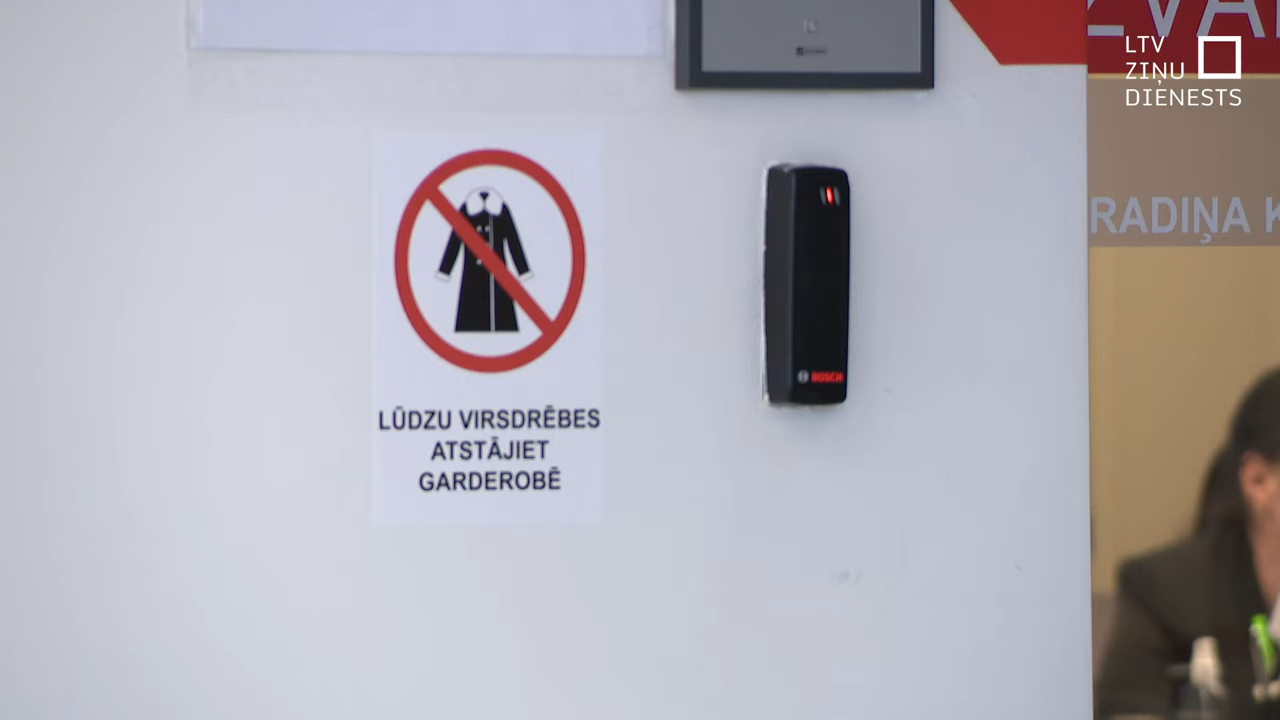 LTV
ZIŅU
DIENESTS
RADIŅA K
BOSCH
LŪDZU VIRSDRĒBES
ATSTĀJIET
GARDEROBĒ